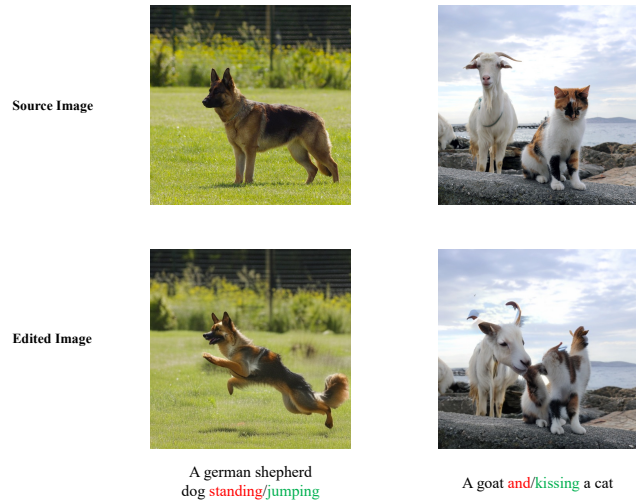 Source Image
Edited Image
A german shepherd
dog standing/jumping
A goat and/kissing a cat